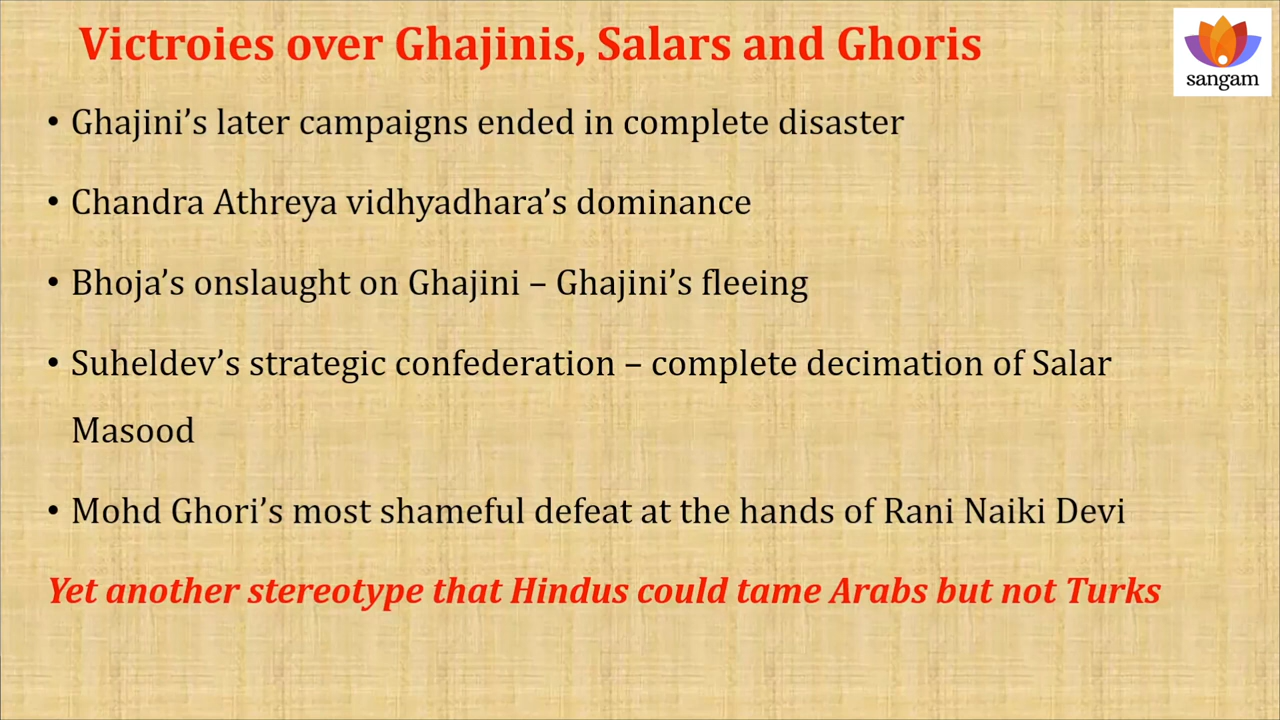 Victroies over Ghajinis, Salars and Ghoris
sangam
• Ghajini’s later campaigns ended in complete disaster
• Chandra Athreya vidhyadhara’s dominance
• Bhoja’s onslaught on Ghajini – Ghajini’s fleeing
• Suheldev’s strategic confederation – complete decimation of Salar
Masood
• Mohd Ghori’s most shameful defeat at the hands of Rani Naiki Devi
Yet another stereotype that Hindus could tame Arabs but not Turks